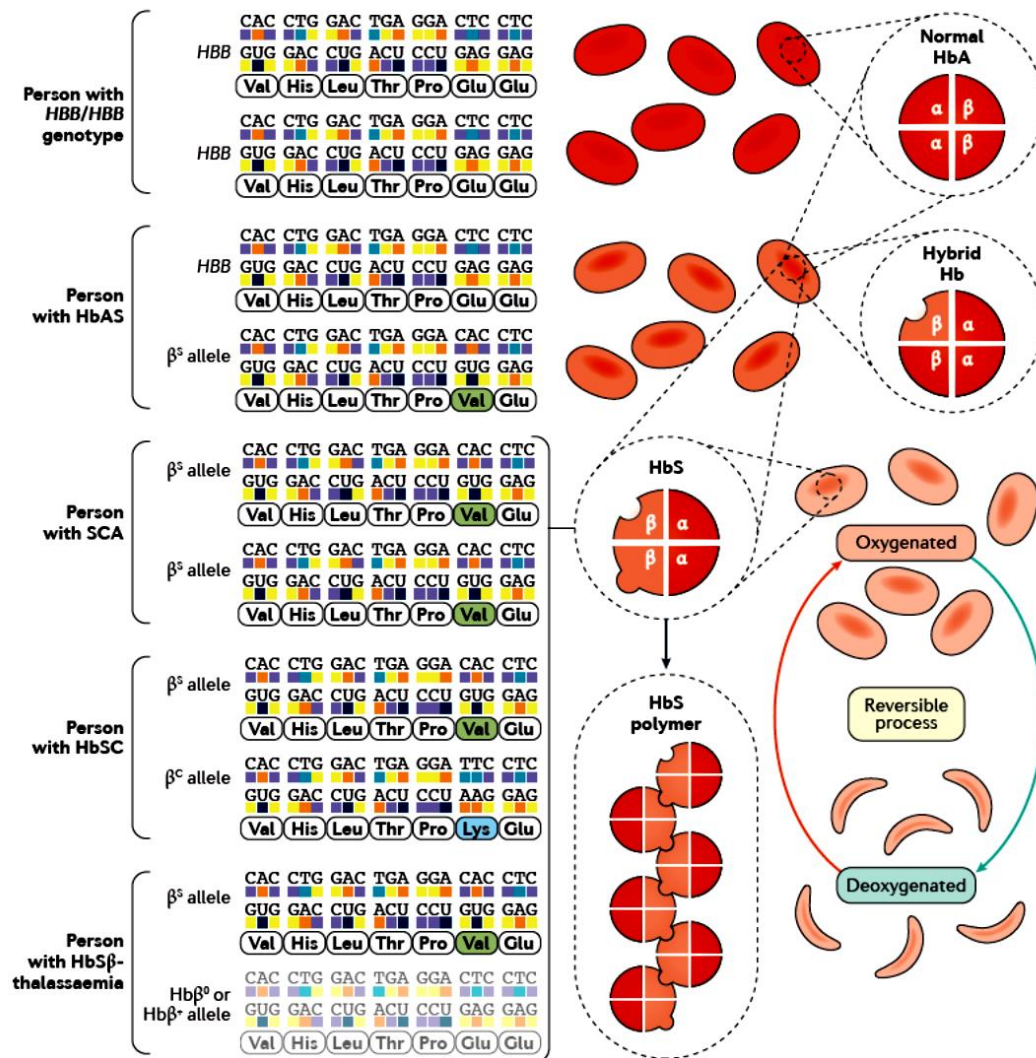 Person with
HBB/HBB
genotype
HBB
CAC CTG GAC TGA GGA CTC CTC
GUG GAC CUG ACU CCU GAG GAG
Val His Leu Thr Pro Glu Glu
HBB
CAC CTG GAC TGA GGA CTC CTC
GUG GAC CUG ACU CCU GAG GAG
Val His Leu Thr Pro Glu Glu
Normal
HbA
α β
α β
Person
with HbAS
HBB
CAC CTG GAC TGA GGA CTC CTC
GUG GAC CUG ACU CCU GAG GAG
Val His Leu Thr Pro Glu Glu
βˢ allele
CAC CTG GAC TGA GGA CAC CTC
GUG GAC CUG ACU CCU GUG GAG
Val His Leu Thr Pro Val Glu
Hybrid
Hb
β α
β α
Person
with SCA
βˢ allele
CAC CTG GAC TGA GGA CAC CTC
GUG GAC CUG ACU CCU GUG GAG
Val His Leu Thr Pro Val Glu
βˢ allele
CAC CTG GAC TGA GGA CAC CTC
GUG GAC CUG ACU CCU GUG GAG
Val His Leu Thr Pro Val Glu
HbS
β α
β α
Oxygenated
Reversible
process
Deoxygenated
HbS
polymer
Person
with HbSC
βˢ allele
CAC CTG GAC TGA GGA CAC CTC
GUG GAC CUG ACU CCU GUG GAG
Val His Leu Thr Pro Val Glu
βᶜ allele
CAC CTG GAC TGA GGA TTC CTC
GUG GAC CUG ACU CCU AAG GAG
Val His Leu Thr Pro Lys Glu
Person
with HbSβ-
thalassaemia
βˢ allele
CAC CTG GAC TGA GGA CAC CTC
GUG GAC CUG ACU CCU GUG GAG
Val His Leu Thr Pro Val Glu
Hbβ⁰ or
Hbβ⁺ allele
CAC CTG GAC TGA GGA CTC CTC
GUG GAC CUG ACU CCU GAG GAG
Val His Leu Thr Pro Glu Glu